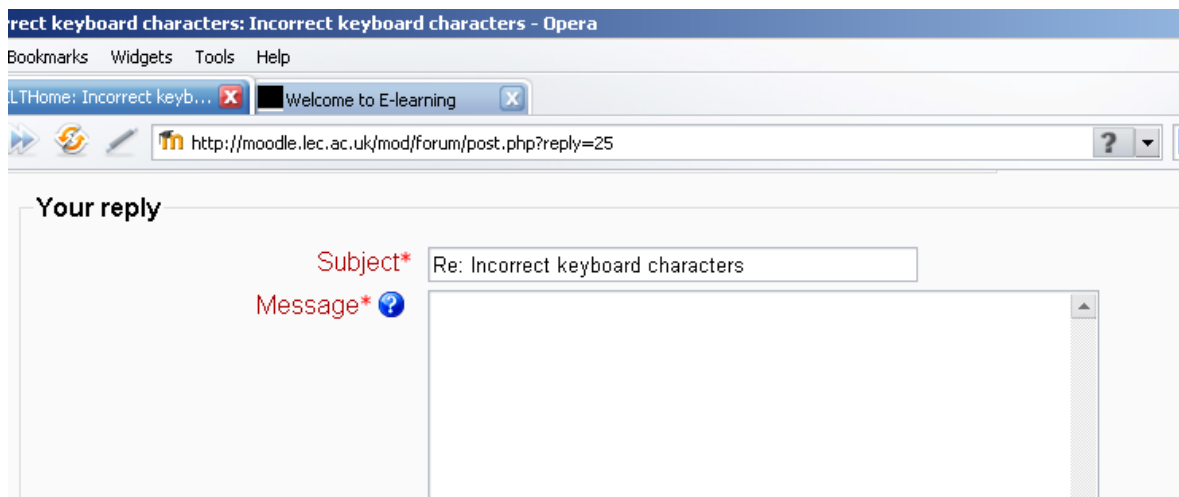 rrect keyboard characters: Incorrect keyboard characters - Opera
Bookmarks Widgets Tools Help
LTHome: Incorrect keyb... Welcome to E-learning
http://moodle.lec.ac.uk/mod/forum/post.php?reply=25
Your reply
Subject* Re: Incorrect keyboard characters
Message*